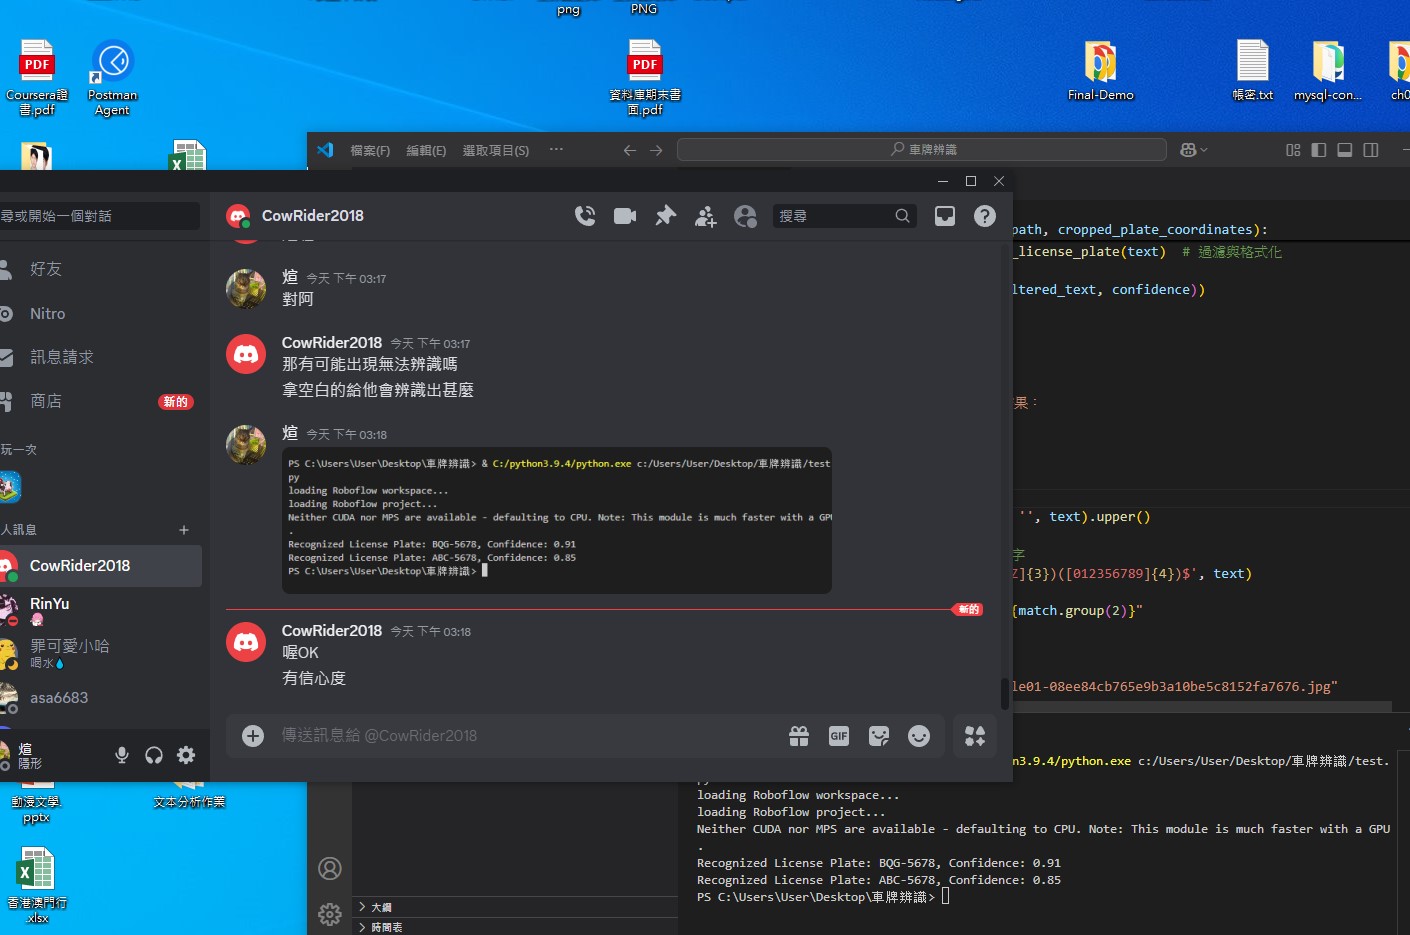 png
PNG
PDF
Coursera證
書.pdf
Postman
Agent
PDF
資料庫期末書
面.pdf
Final-Demo
帳密.txt
mysql-con...
ch0
檔案(F)
編輯(E)
選取項目(S)
...
車牌辨識
尋或開始一個對話
好友
Nitro
訊息請求
商店
新的
玩一次
人訊息
CowRider2018
RinYu
罪可愛小哈
喝水
asa6683
煊
隱形
CowRider2018
搜尋
煊 今天 下午 03:17
對阿
CowRider2018 今天 下午 03:17
那有可能出現無法辨識嗎
拿空白的給他會辨識出甚麼
煊 今天 下午 03:18
PS C:\Users\User\Desktop\車牌辨識> & C:/python3.9.4/python.exe c:/Users/User/Desktop/車牌辨識/test
py
loading Roboflow workspace...
loading Roboflow project...
Neither CUDA nor MPS are available - defaulting to CPU. Note: This module is much faster with a GPU
.
Recognized License Plate: BQG-5678, Confidence: 0.91
Recognized License Plate: ABC-5678, Confidence: 0.85
PS C:\Users\User\Desktop\車牌辨識>
新的
CowRider2018 今天 下午 03:18
喔OK
有信心度
傳送訊息給 @CowRider2018
GIF
path, cropped_plate_coordinates):
_license_plate(text) # 過濾與格式化
ltered_text, confidence))
果：
'', text).upper()
字
Z]{3})([012356789]{4})$', text)
{match.group(2)}"
le01-08ee84cb765e9b3a10be5c8152fa7676.jpg"
n3.9.4/python.exe c:/Users/User/Desktop/車牌辨識/test.
py
loading Roboflow workspace...
loading Roboflow project...
Neither CUDA nor MPS are available - defaulting to CPU. Note: This module is much faster with a GPU
.
Recognized License Plate: BQG-5678, Confidence: 0.91
Recognized License Plate: ABC-5678, Confidence: 0.85
PS C:\Users\User\Desktop\車牌辨識>
大綱
時間表
動漫文學.
pptx
文本分析作業
香港澳門行
.xlsx